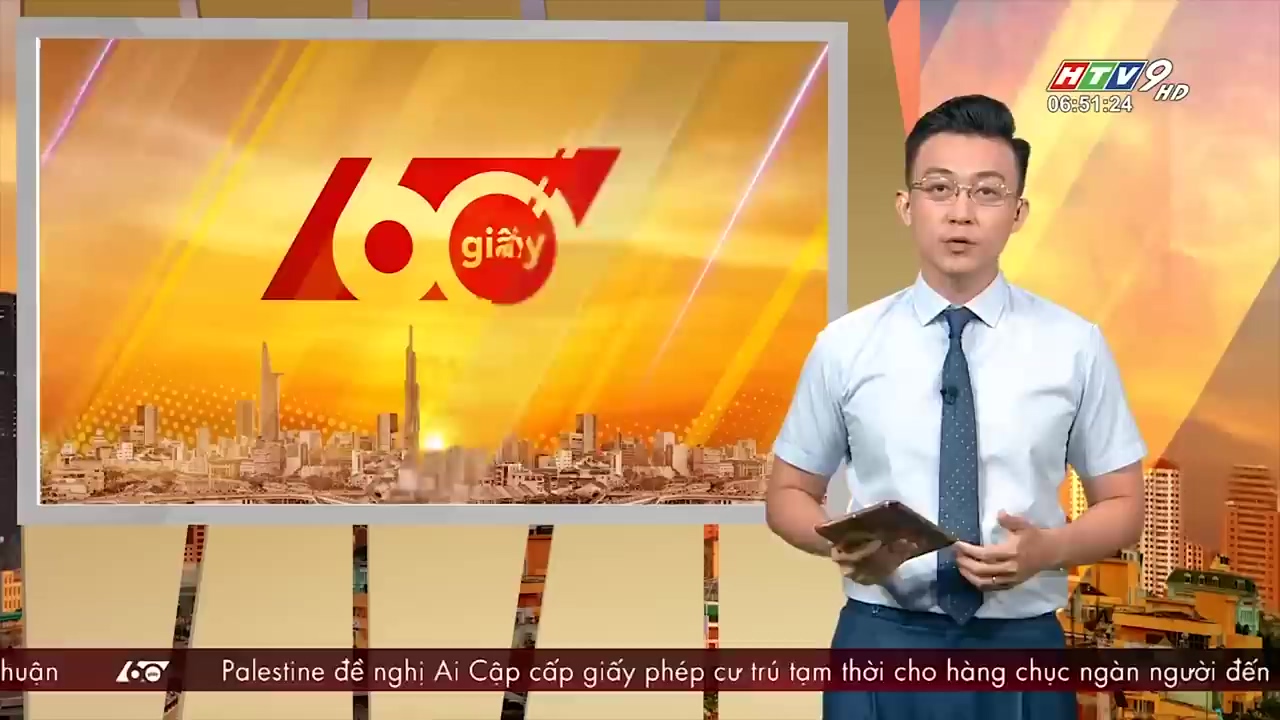 HTV9 HD
06:51:24
60 giây
huận 60 giây Palestine đề nghị Ai Cập cấp giấy phép cư trú tạm thời cho hàng chục ngàn người đến